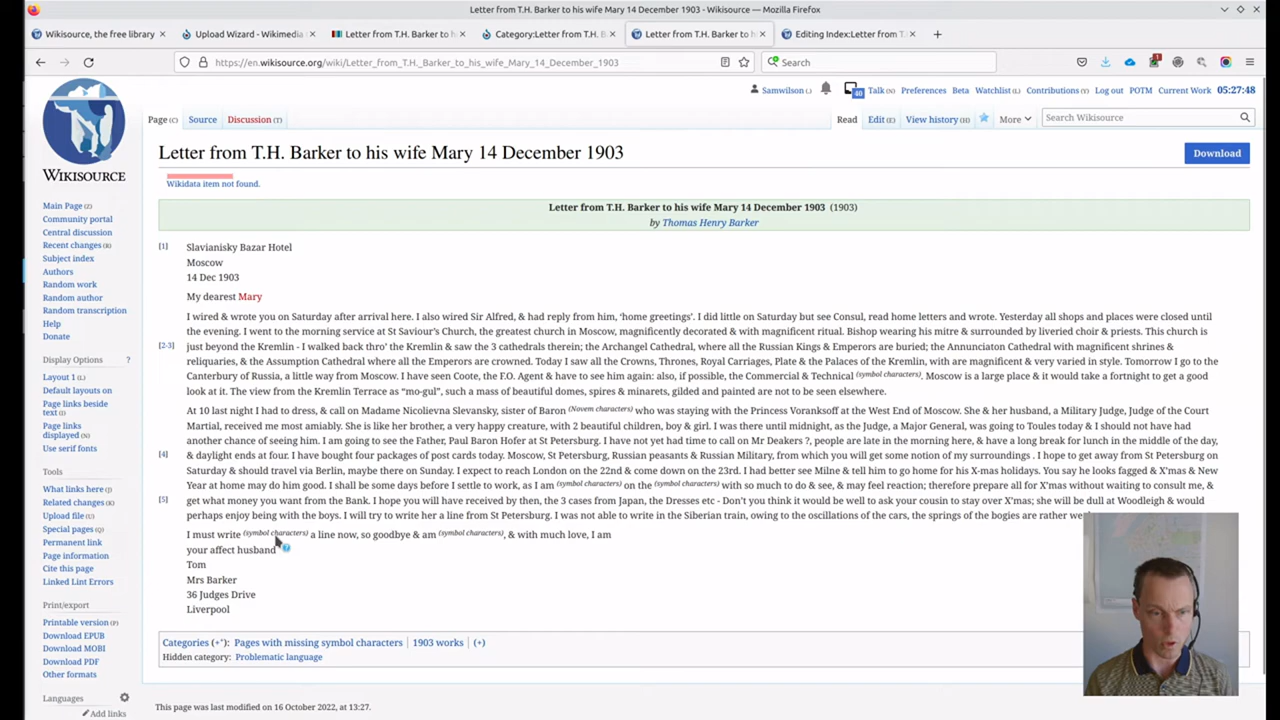 Letter from T.H. Barker to his wife Mary 14 December 1903 - Wikisource — Mozilla Firefox
Wikisource, the free library
Upload Wizard - Wikimedia
Letter from T.H. Barker to h
Category:Letter from T.H. B
Letter from T.H. Barker to h
Editing Index:Letter from T
https://en.wikisource.org/wiki/Letter_from_T.H._Barker_to_his_wife_Mary_14_December_1903
Search
Samwilson (.)
40
Talk (N)
Preferences
Beta
Watchlist (L)
Contributions (Y)
Log out
POTM
Current Work
05:27:48
Page (C)
Source
Discussion (T)
Read
Edit (E)
View history (H)
More
Search Wikisource
WIKISOURCE
Letter from T.H. Barker to his wife Mary 14 December 1903
Download
Wikidata item not found.
Main Page (Z)
Community portal
Central discussion
Recent changes (R)
Subject index
Authors
Random work
Random author
Random transcription
Help
Donate
Display Options ?
Layout 1 (L)
Default layouts on
Page links beside
text (I)
Page links
displayed (N)
Use serif fonts
Tools
What links here (J)
Related changes (K)
Upload file (U)
Special pages (Q)
Permanent link
Page information
Cite this page
Linked Lint Errors
Print/export
Printable version (P)
Download EPUB
Download MOBI
Download PDF
Other formats
Languages
Add links
Letter from T.H. Barker to his wife Mary 14 December 1903 (1903)
by Thomas Henry Barker
[1] Slavianisky Bazar Hotel
Moscow
14 Dec 1903
My dearest Mary
I wired & wrote you on Saturday after arrival here. I also wired Sir Alfred, & had reply from him, ‘home greetings’. I did little on Saturday but see Consul, read home letters and wrote. Yesterday all shops and places were closed until
the evening. I went to the morning service at St Saviour’s Church, the greatest church in Moscow, magnificently decorated & with magnificent ritual. Bishop wearing his mitre & surrounded by liveried choir & priests. This church is
[2-3] just beyond the Kremlin - I walked back thro’ the Kremlin & saw the 3 cathedrals therein; the Archangel Cathedral, where all the Russian Kings & Emperors are buried; the Annunciaton Cathedral with magnificent shrines &
reliquaries, & the Assumption Cathedral where all the Emperors are crowned. Today I saw all the Crowns, Thrones, Royal Carriages, Plate & the Palaces of the Kremlin, with are magnificent & very varied in style. Tomorrow I go to the
Canterbury of Russia, a little way from Moscow. I have seen Coote, the F.O. Agent & have to see him again: also, if possible, the Commercial & Technical (symbol characters). Moscow is a large place & it would take a fortnight to get a good
look at it. The view from the Kremlin Terrace as “mo-gul”, such a mass of beautiful domes, spires & minarets, gilded and painted are not to be seen elsewhere.
At 10 last night I had to dress, & call on Madame Nicolievna Slevansky, sister of Baron (Novem characters) who was staying with the Princess Voranksoff at the West End of Moscow. She & her husband, a Military Judge, Judge of the Court
Martial, received me most amiably. She is like her brother, a very happy creature, with 2 beautiful children, boy & girl. I was there until midnight, as the Judge, a Major General, was going to Toules today & I should not have had
another chance of seeing him. I am going to see the Father, Paul Baron Hofer at St Petersburg. I have not yet had time to call on Mr Deakers ?, people are late in the morning here, & have a long break for lunch in the middle of the day,
[4] & daylight ends at four. I have bought four packages of post cards today. Moscow, St Petersburg, Russian peasants & Russian Military, from which you will get some notion of my surroundings . I hope to get away from St Petersburg on
Saturday & should travel via Berlin, maybe there on Sunday. I expect to reach London on the 22nd & come down on the 23rd. I had better see Milne & tell him to go home for his X-mas holidays. You say he looks fagged & X'mas & New
Year at home may do him good. I shall be some days before I settle to work, as I am (symbol characters) on the (symbol characters) with so much to do & see, & may feel reaction; therefore prepare all for X’mas without waiting to consult me, &
[5] get what money you want from the Bank. I hope you will have received by then, the 3 cases from Japan, the Dresses etc - Don’t you think it would be well to ask your cousin to stay over X’mas; she will be dull at Woodleigh & would
perhaps enjoy being with the boys. I will try to write her a line from St Petersburg. I was not able to write in the Siberian train, owing to the oscillations of the cars, the springs of the bogies are rather
I must write (symbol characters) a line now, so goodbye & am (symbol characters), & with much love, I am
your affect husband
Tom
Mrs Barker
36 Judges Drive
Liverpool
Categories (+⁺): Pages with missing symbol characters | 1903 works | (+)
Hidden category: Problematic language
This page was last modified on 16 October 2022, at 13:27.